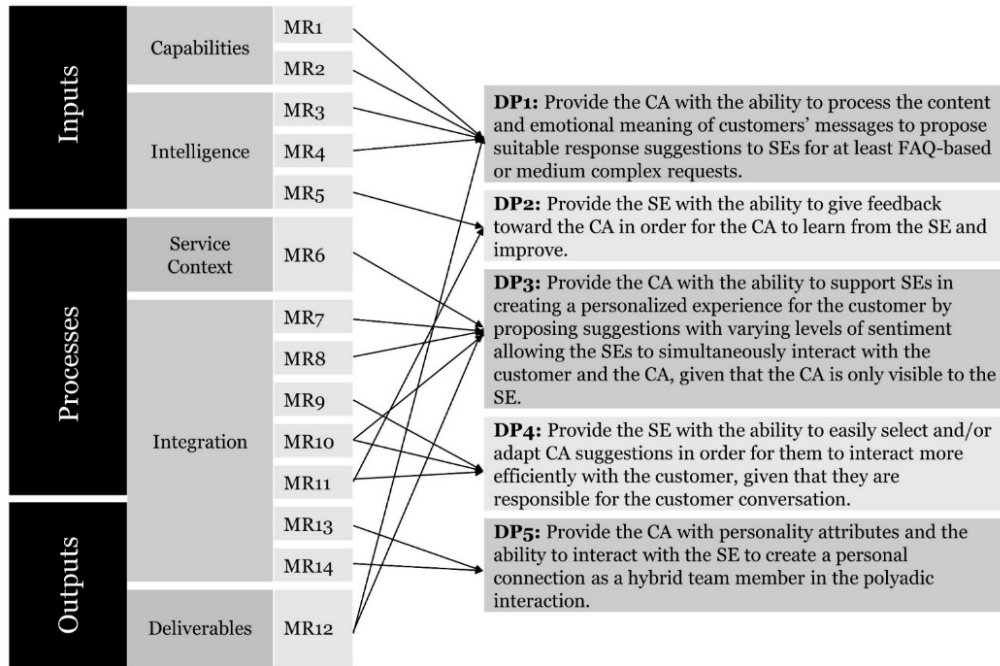 Inputs
Processes
Outputs
Capabilities
Intelligence
Service
Context
Integration
Deliverables
MR1
MR2
MR3
MR4
MR5
MR6
MR7
MR8
MR9
MR10
MR11
MR13
MR14
MR12
DP1: Provide the CA with the ability to process the content
and emotional meaning of customers’ messages to propose
suitable response suggestions to SEs for at least FAQ-based
or medium complex requests.
DP2: Provide the SE with the ability to give feedback
toward the CA in order for the CA to learn from the SE and
improve.
DP3: Provide the CA with the ability to support SEs in
creating a personalized experience for the customer by
proposing suggestions with varying levels of sentiment
allowing the SEs to simultaneously interact with the
customer and the CA, given that the CA is only visible to the
SE.
DP4: Provide the SE with the ability to easily select and/or
adapt CA suggestions in order for them to interact more
efficiently with the customer, given that they are
responsible for the customer conversation.
DP5: Provide the CA with personality attributes and the
ability to interact with the SE to create a personal
connection as a hybrid team member in the polyadic
interaction.